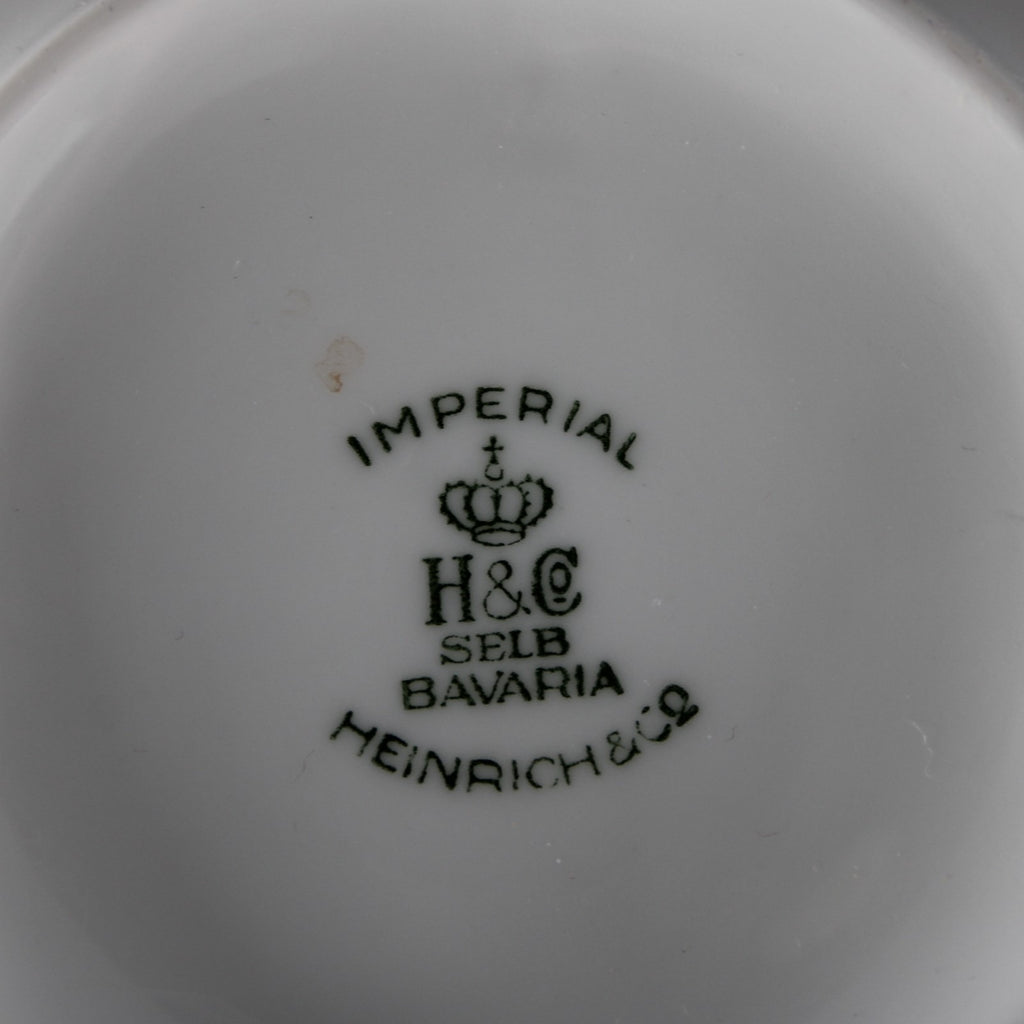 IMPERIAL
H&Co
SELB
BAVARIA
HEINRICH & Co